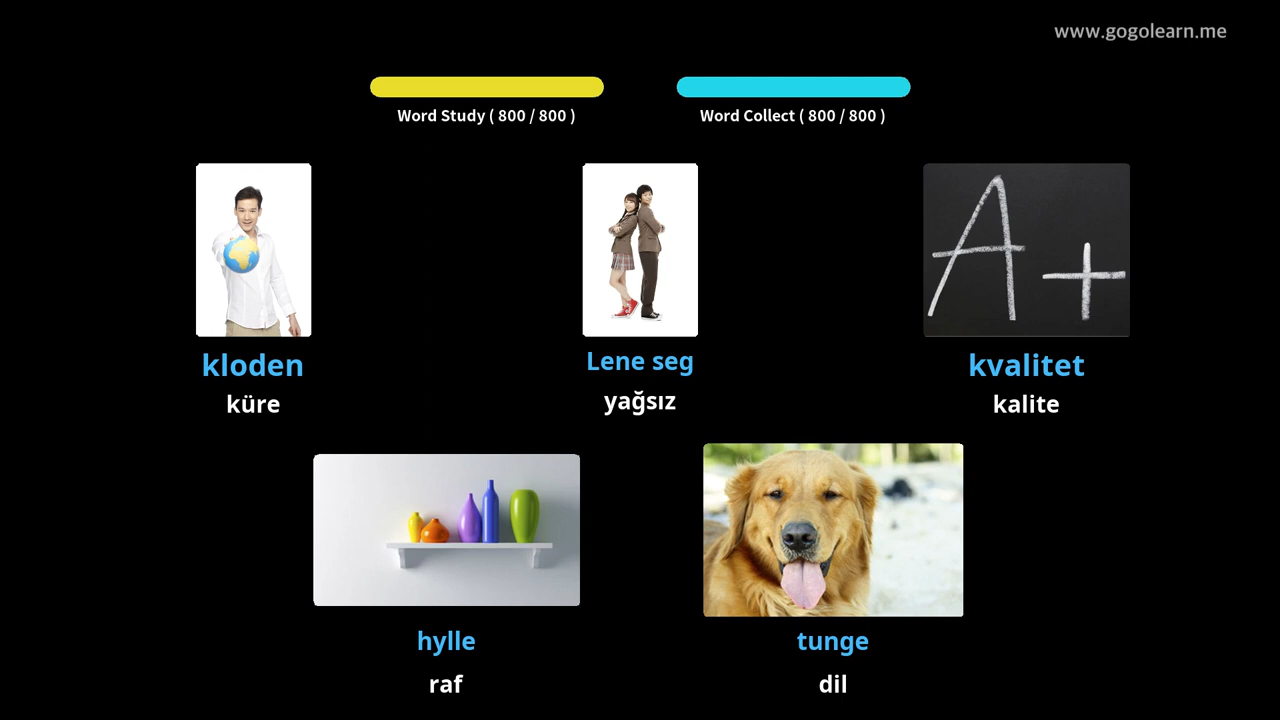 www.gogolearn.me
Word Study ( 800 / 800 )
Word Collect ( 800 / 800 )
kloden
küre
Lene seg
yağsız
A+
kvalitet
kalite
hylle
raf
tunge
dil